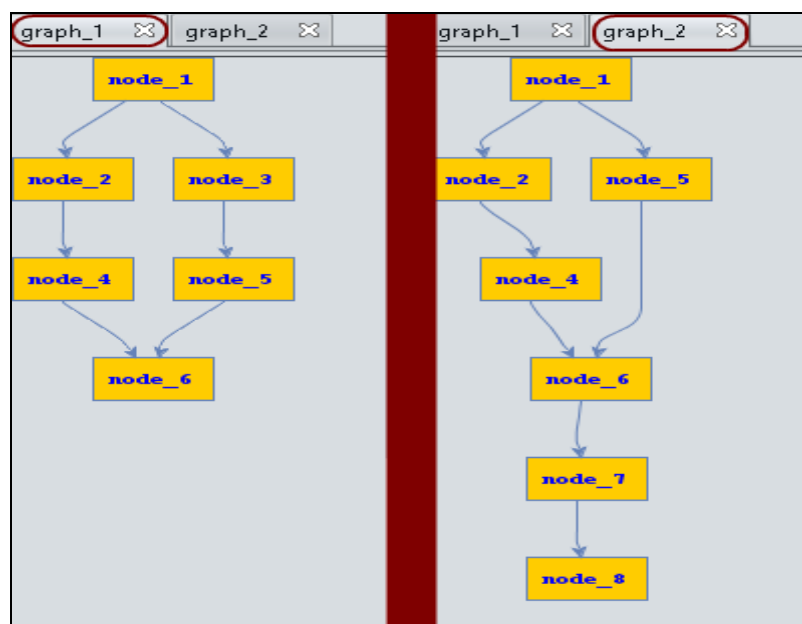 graph_1 graph_2
node_1
node_2 node_3
node_4 node_5
node_6
graph_1 graph_2
node_1
node_2 node_5
node_4
node_6
node_7
node_8